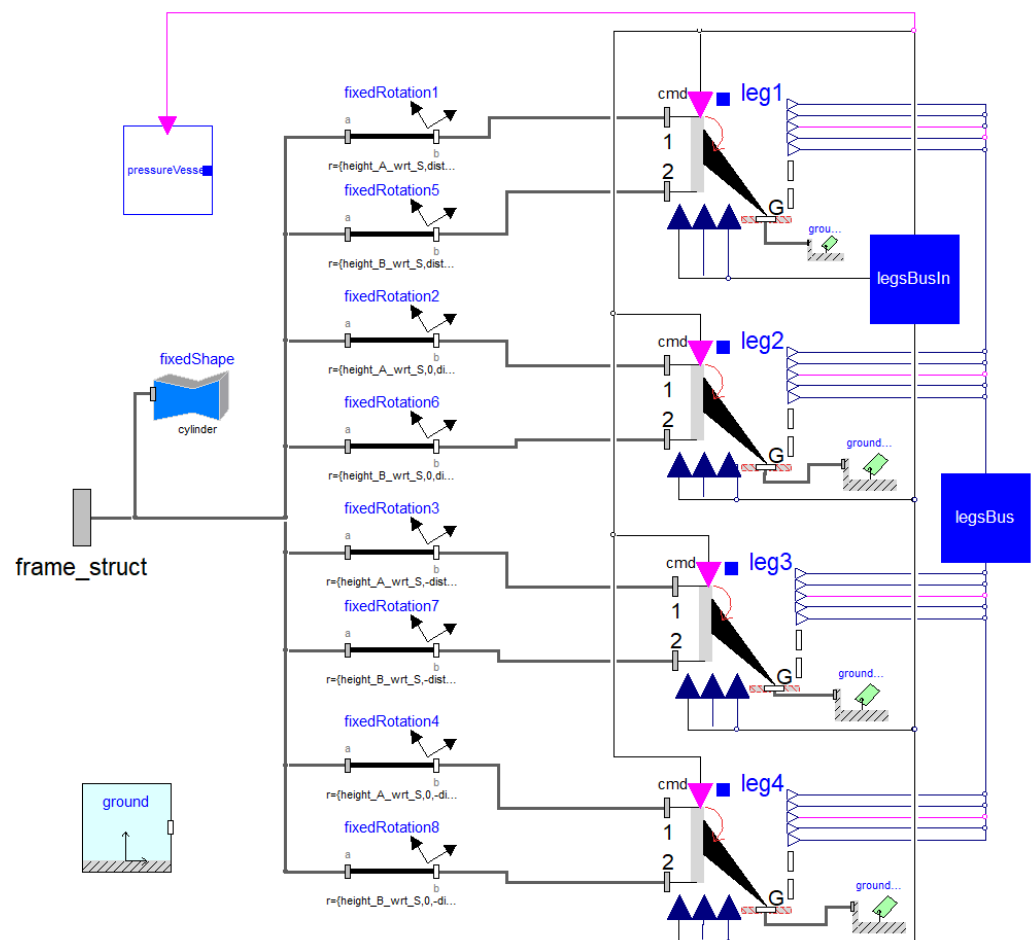 fixedRotation1
a
b
r={height_A_wrt_S,dist...
cmd
leg1
1
2
G
grou...
pressureVesse
fixedRotation5
a
b
r={height_B_wrt_S,dist...
legsBusIn
fixedRotation2
a
b
r={height_A_wrt_S,0,di...
cmd
leg2
1
2
G
ground...
fixedShape
cylinder
fixedRotation6
a
b
r={height_B_wrt_S,0,di...
legsBus
frame_struct
fixedRotation3
a
b
r={height_A_wrt_S,-dist...
cmd
leg3
1
2
G
ground...
fixedRotation7
a
b
r={height_B_wrt_S,-dist...
fixedRotation4
a
b
r={height_A_wrt_S,0,-di...
cmd
leg4
1
2
G
ground...
ground
fixedRotation8
a
b
r={height_B_wrt_S,0,-di...